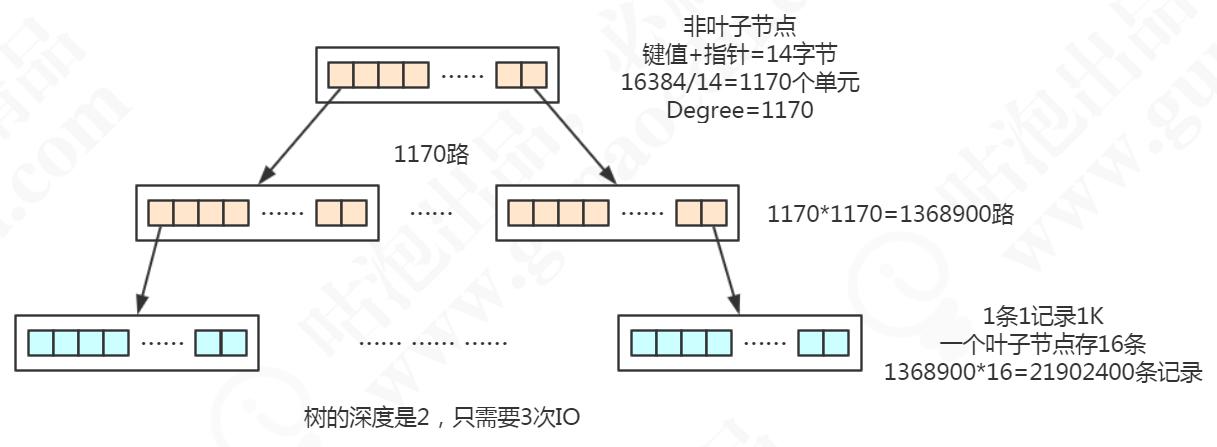 非叶子节点
键值+指针=14字节
16384/14=1170个单元
Degree=1170
……
1170路
……
……
……
1170*1170=1368900路
……
…… …… ……
……
1条1记录1K
一个叶子节点存16条
1368900*16=21902400条记录
树的深度是2，只需要3次IO